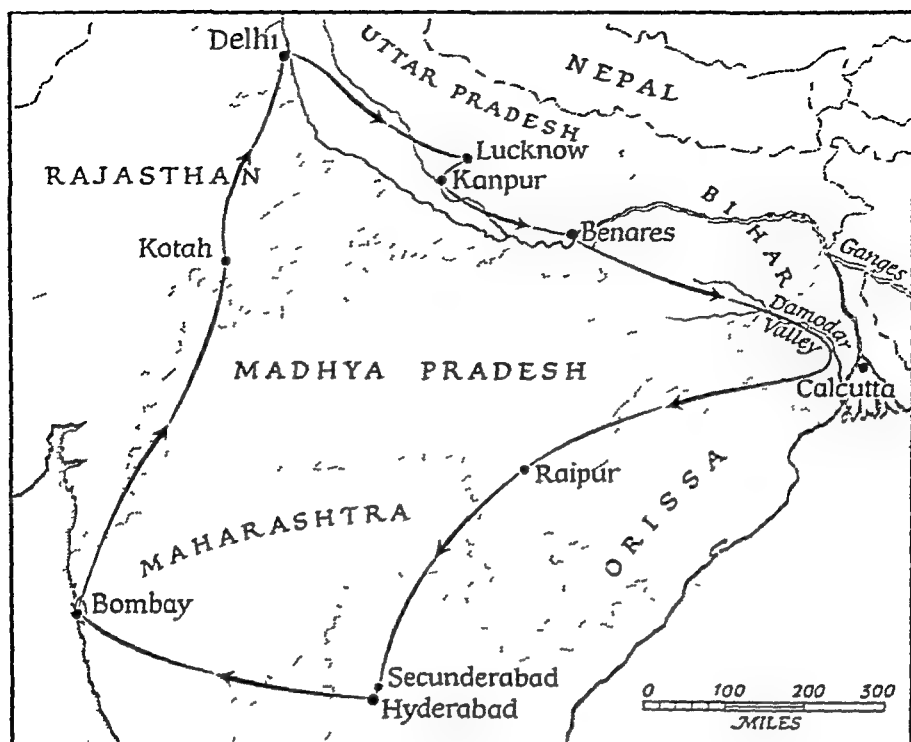 Delhi
UTTAR PRADESH
NEPAL
Lucknow
RAJASTHAN
Kanpur
BIHAR
Kotah
Benares
Ganges
Damodar
Valley
MADHYA PRADESH
Calcutta
Raipur
ORISSA
MAHARASHTRA
Bombay
Secunderabad
Hyderabad
0 100 200 300
MILES